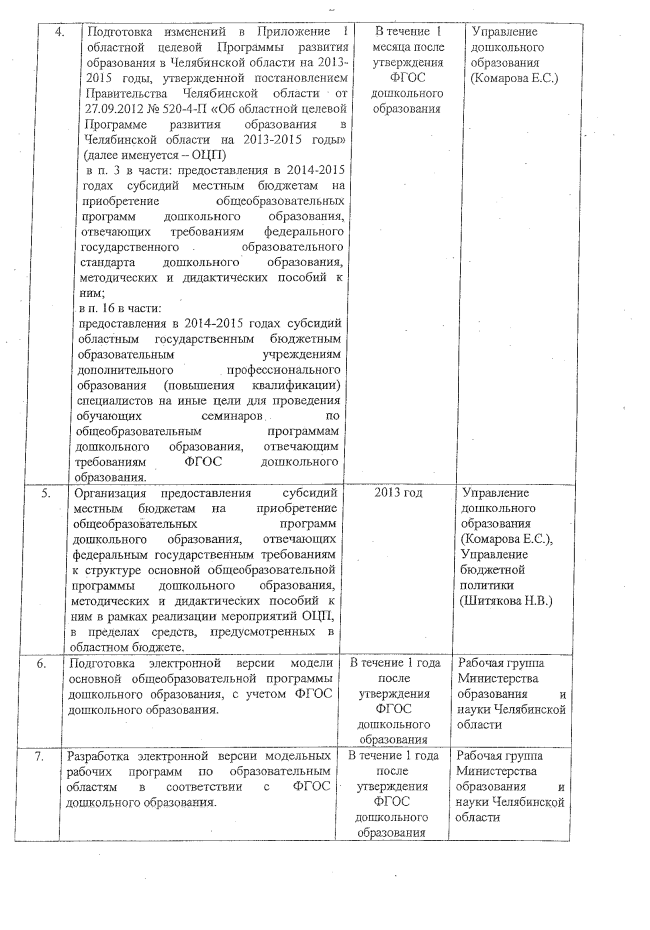 4.
Подготовка изменений в Приложение 1
областной целевой Программы развития
образования в Челябинской области на 2013-
2015 годы, утвержденной постановлением
Правительства Челябинской области от
27.09.2012 № 520-4-П «Об областной целевой
Программе развития образования в
Челябинской области на 2013-2015 годы»
(далее именуется – ОЦП)
в п. 3 в части: предоставления в 2014-2015
годах субсидий местным бюджетам на
приобретение общеобразовательных
программ дошкольного образования,
отвечающих требованиям федерального
государственного образовательного
стандарта дошкольного образования,
методических и дидактических пособий к
ним;
в п. 16 в части:
предоставления в 2014-2015 годах субсидий
областным государственным бюджетным
образовательным учреждениям
дополнительного профессионального
образования (повышения квалификации)
специалистов на иные цели для проведения
обучающих семинаров по
общеобразовательным программам
дошкольного образования, отвечающим
требованиям ФГОС дошкольного
образования.
В течение 1
месяца после
утверждения
ФГОС
дошкольного
образования
Управление
дошкольного
образования
(Комарова Е.С.)
5.
Организация предоставления субсидий
местным бюджетам на приобретение
общеобразовательных программ
дошкольного образования, отвечающих
федеральным государственным требованиям
к структуре основной общеобразовательной
программы дошкольного образования,
методических и дидактических пособий к
ним в рамках реализации мероприятий ОЦП,
в пределах средств, предусмотренных в
областном бюджете.
2013 год
Управление
дошкольного
образования
(Комарова Е.С.),
Управление
бюджетной
политики
(Шитякова Н.В.)
6.
Подготовка электронной версии модели
основной общеобразовательной программы
дошкольного образования, с учетом ФГОС
дошкольного образования.
В течение 1 года
после
утверждения
ФГОС
дошкольного
образования
Рабочая группа
Министерства
образования и
науки Челябинской
области
7.
Разработка электронной версии модельных
рабочих программ по образовательным
областям в соответствии с ФГОС
дошкольного образования.
В течение 1 года
после
утверждения
ФГОС
дошкольного
образования
Рабочая группа
Министерства
образования и
науки Челябинской
области